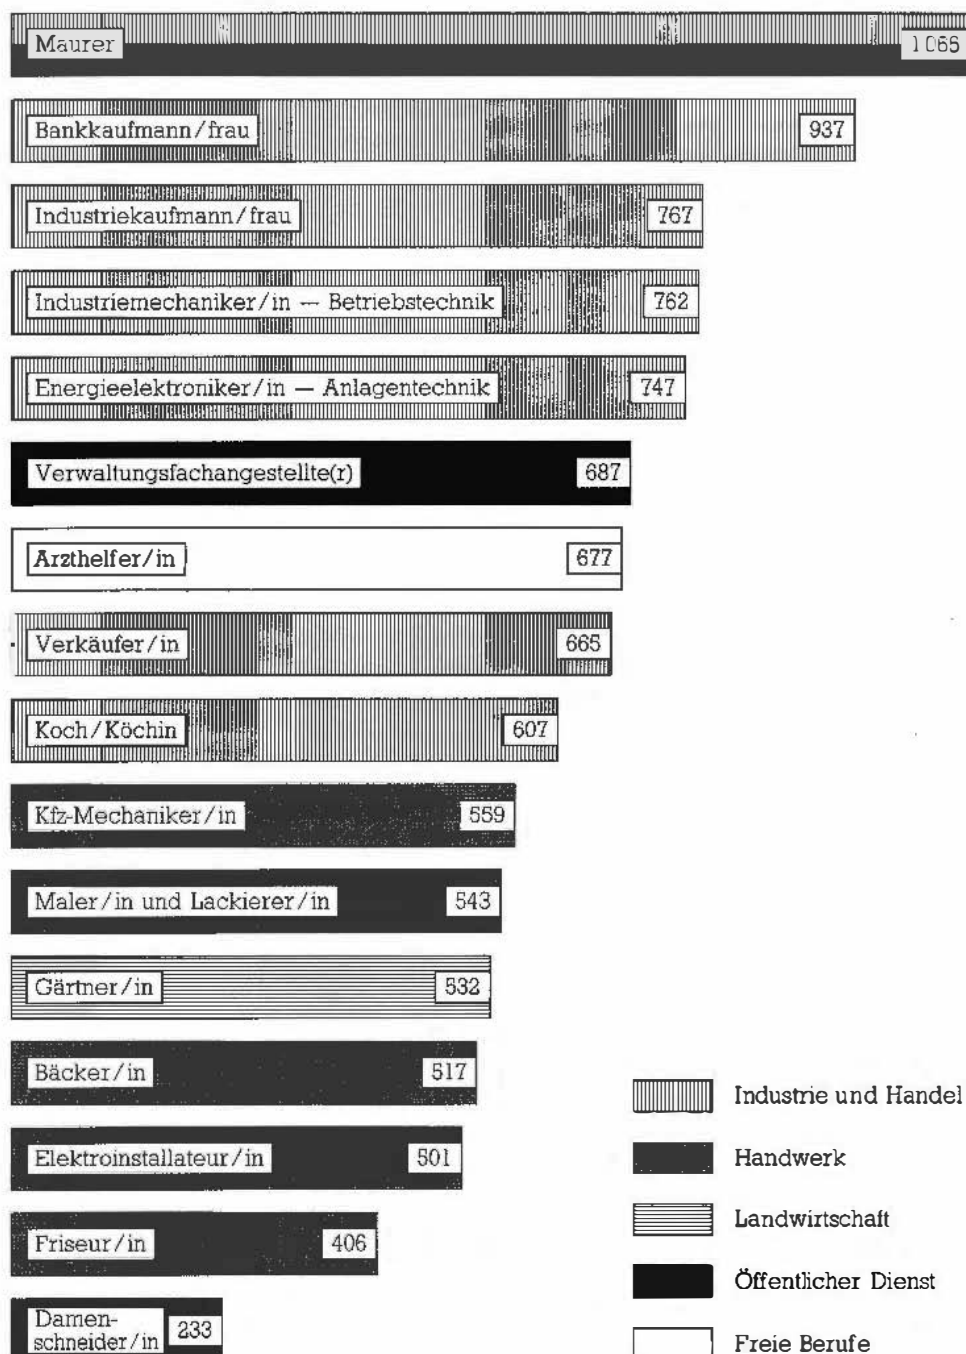 Maurer 1065
Bankkaufmann/frau 937
Industriekaufmann/frau 767
Industriemechaniker/in — Betriebstechnik 762
Energieelektroniker/in — Anlagentechnik 747
Verwaltungsfachangestellte(r) 687
Arzthelfer/in 677
Verkäufer/in 665
Koch/Köchin 607
Kfz-Mechaniker/in 559
Maler/in und Lackierer/in 543
Gärtner/in 532
Bäcker/in 517
Elektroinstallateur/in 501
Friseur/in 406
Damen-
schneider/in 233
Industrie und Handel
Handwerk
Landwirtschaft
Öffentlicher Dienst
Freie Berufe